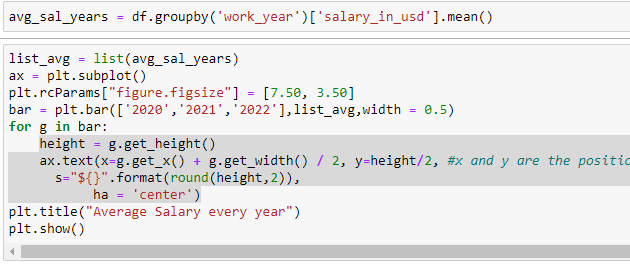 avg_sal_years = df.groupby('work_year')['salary_in_usd'].mean()
list_avg = list(avg_sal_years)
ax = plt.subplot()
plt.rcParams["figure.figsize"] = [7.50, 3.50]
bar = plt.bar(['2020','2021','2022'],list_avg,width = 0.5)
for g in bar:
    height = g.get_height()
    ax.text(x=g.get_x() + g.get_width() / 2, y=height/2, #x and y are the
      s="${}".format(round(height,2)),
           ha = 'center')
plt.title("Average Salary every year")
plt.show()